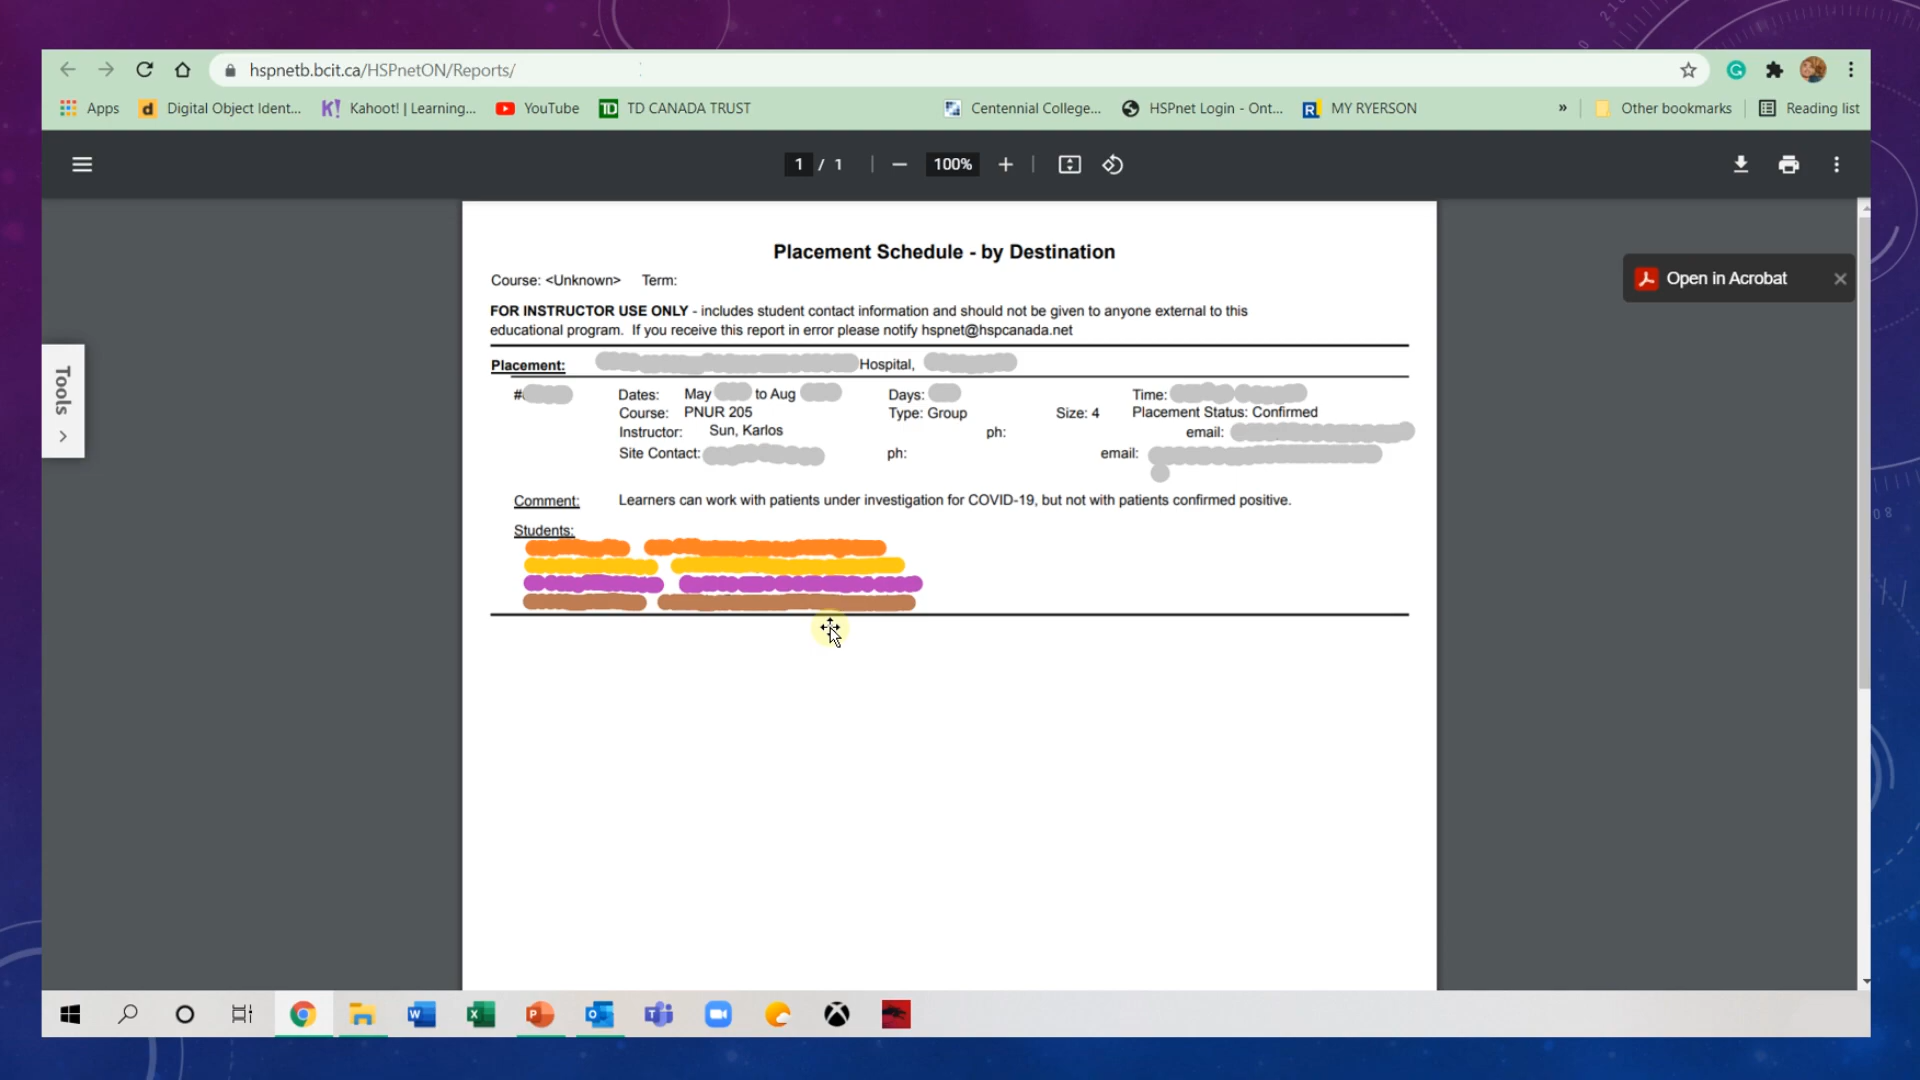 hspnetb.bcit.ca/HSPnetON/Reports/
Apps Digital Object Ident... Kahoot! | Learning... YouTube TD CANADA TRUST Centennial College... HSPnet Login - Ont... MY RYERSON » Other bookmarks Reading list
1 / 1 100%
Open in Acrobat
Tools
Placement Schedule - by Destination
Course: <Unknown> Term:
FOR INSTRUCTOR USE ONLY - includes student contact information and should not be given to anyone external to this
educational program. If you receive this report in error please notify hspnet@hspcanada.net
Placement: Hospital,
# Dates: May to Aug Days: Time:
Course: PNUR 205 Type: Group Size: 4 Placement Status: Confirmed
Instructor: Sun, Karlos ph: email:
Site Contact: ph: email:
Comment: Learners can work with patients under investigation for COVID-19, but not with patients confirmed positive.
Students: